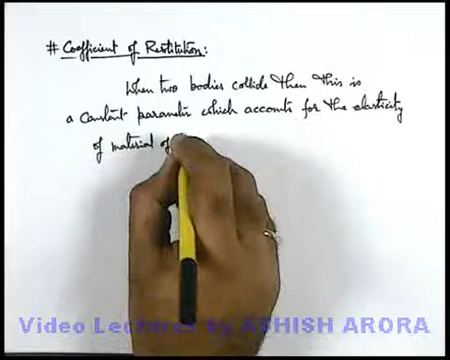 # Coefficient of Restitution:
When two bodies collide then this is
a constant parameter which accounts for the elasticity
of material of
Video Lectures by ASHISH ARORA